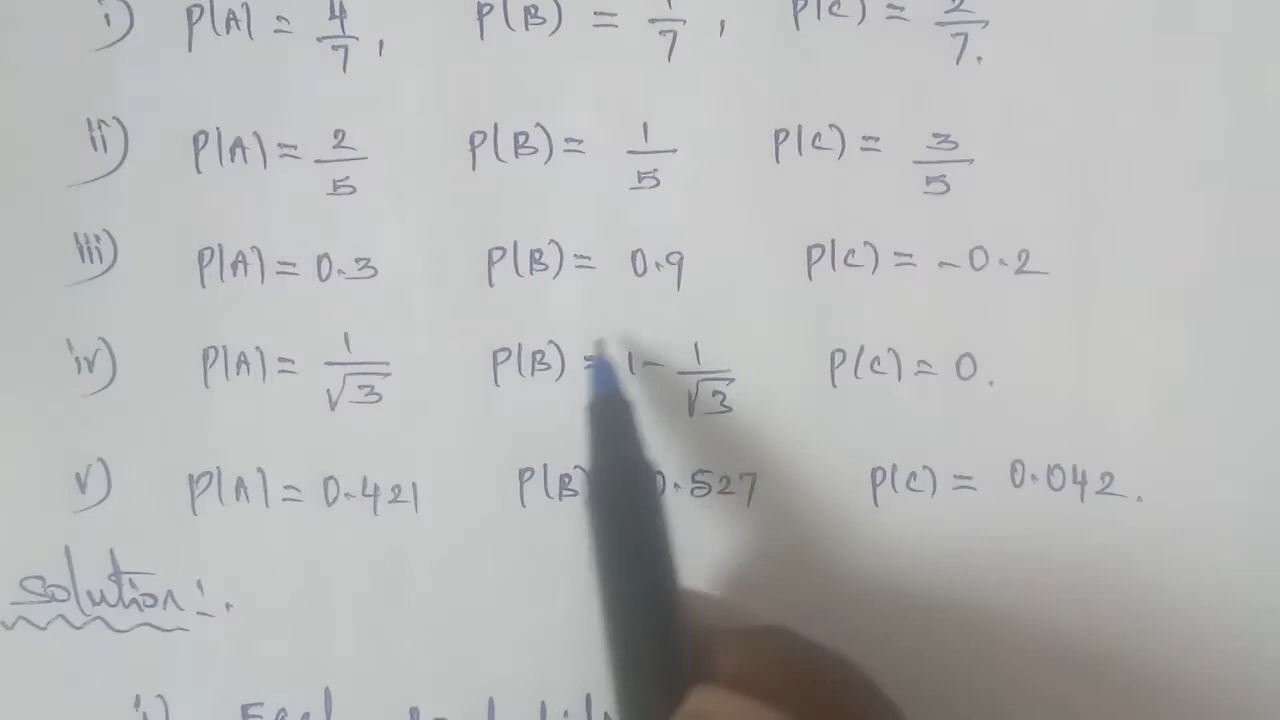 i) P(A) = 4/7, P(B) = 1/7, P(C) = 2/7.
ii) P(A) = 2/5 P(B) = 1/5 P(C) = 3/5
iii) P(A) = 0.3 P(B) = 0.9 P(C) = -0.2
iv) P(A) = 1/√3 P(B) = 1 - 1/√3 P(C) = 0.
v) P(A) = 0.421 P(B) 0.527 P(C) = 0.042.
Solution:-
i)